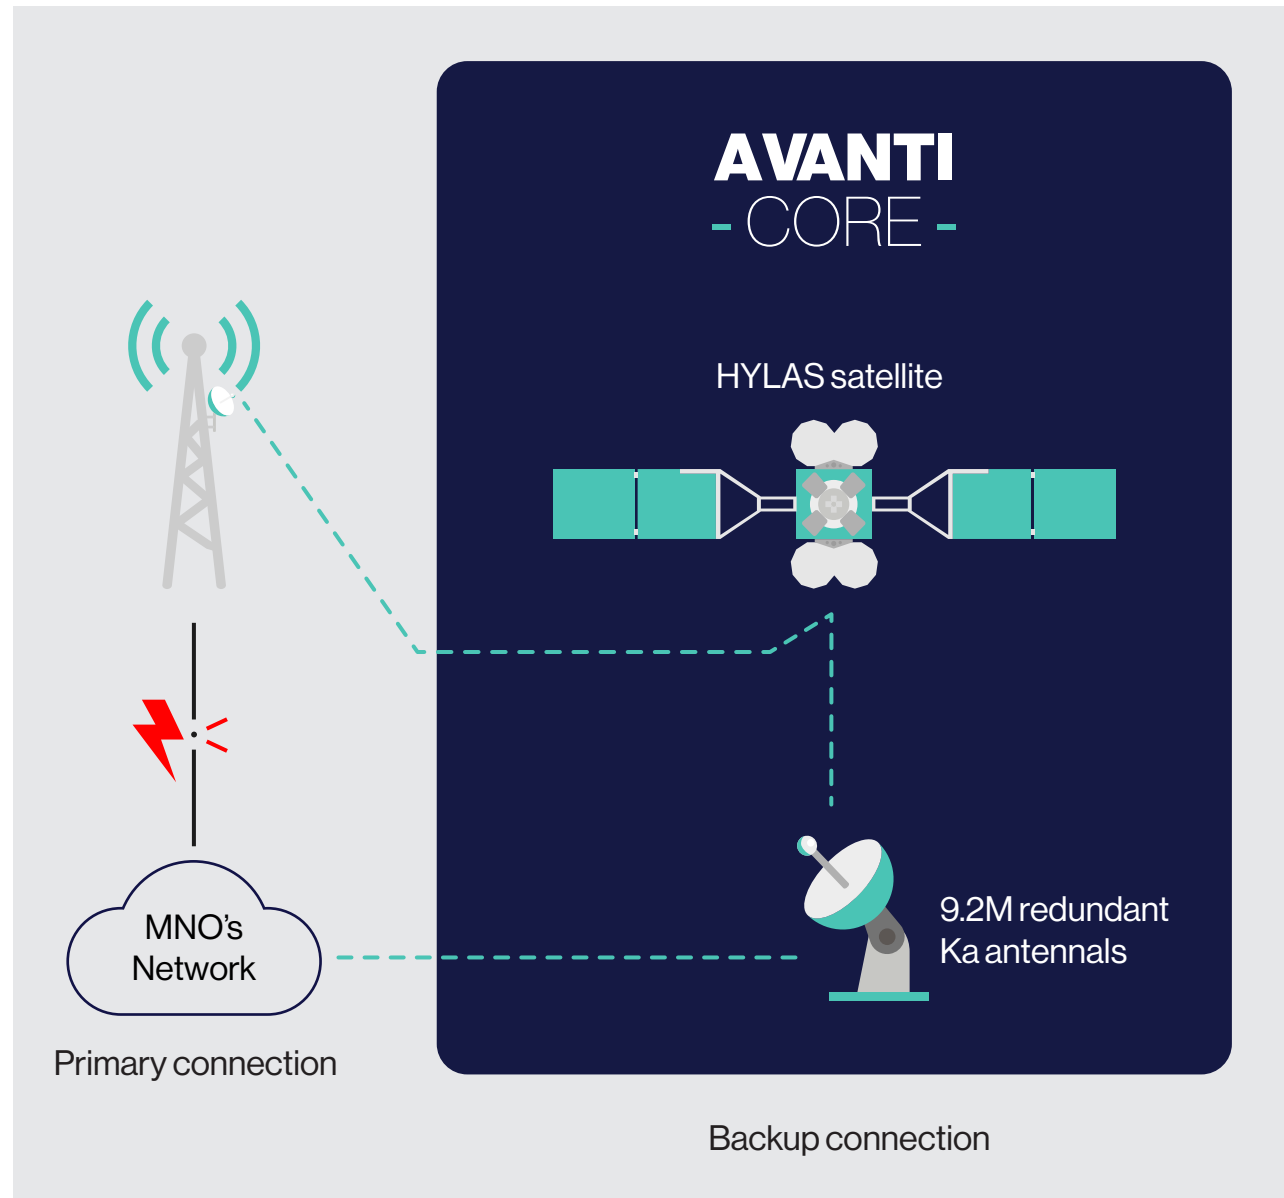 AVANTI
- CORE -
HYLAS satellite
MNO's
Network
9.2M redundant
Ka antennals
Primary connection
Backup connection